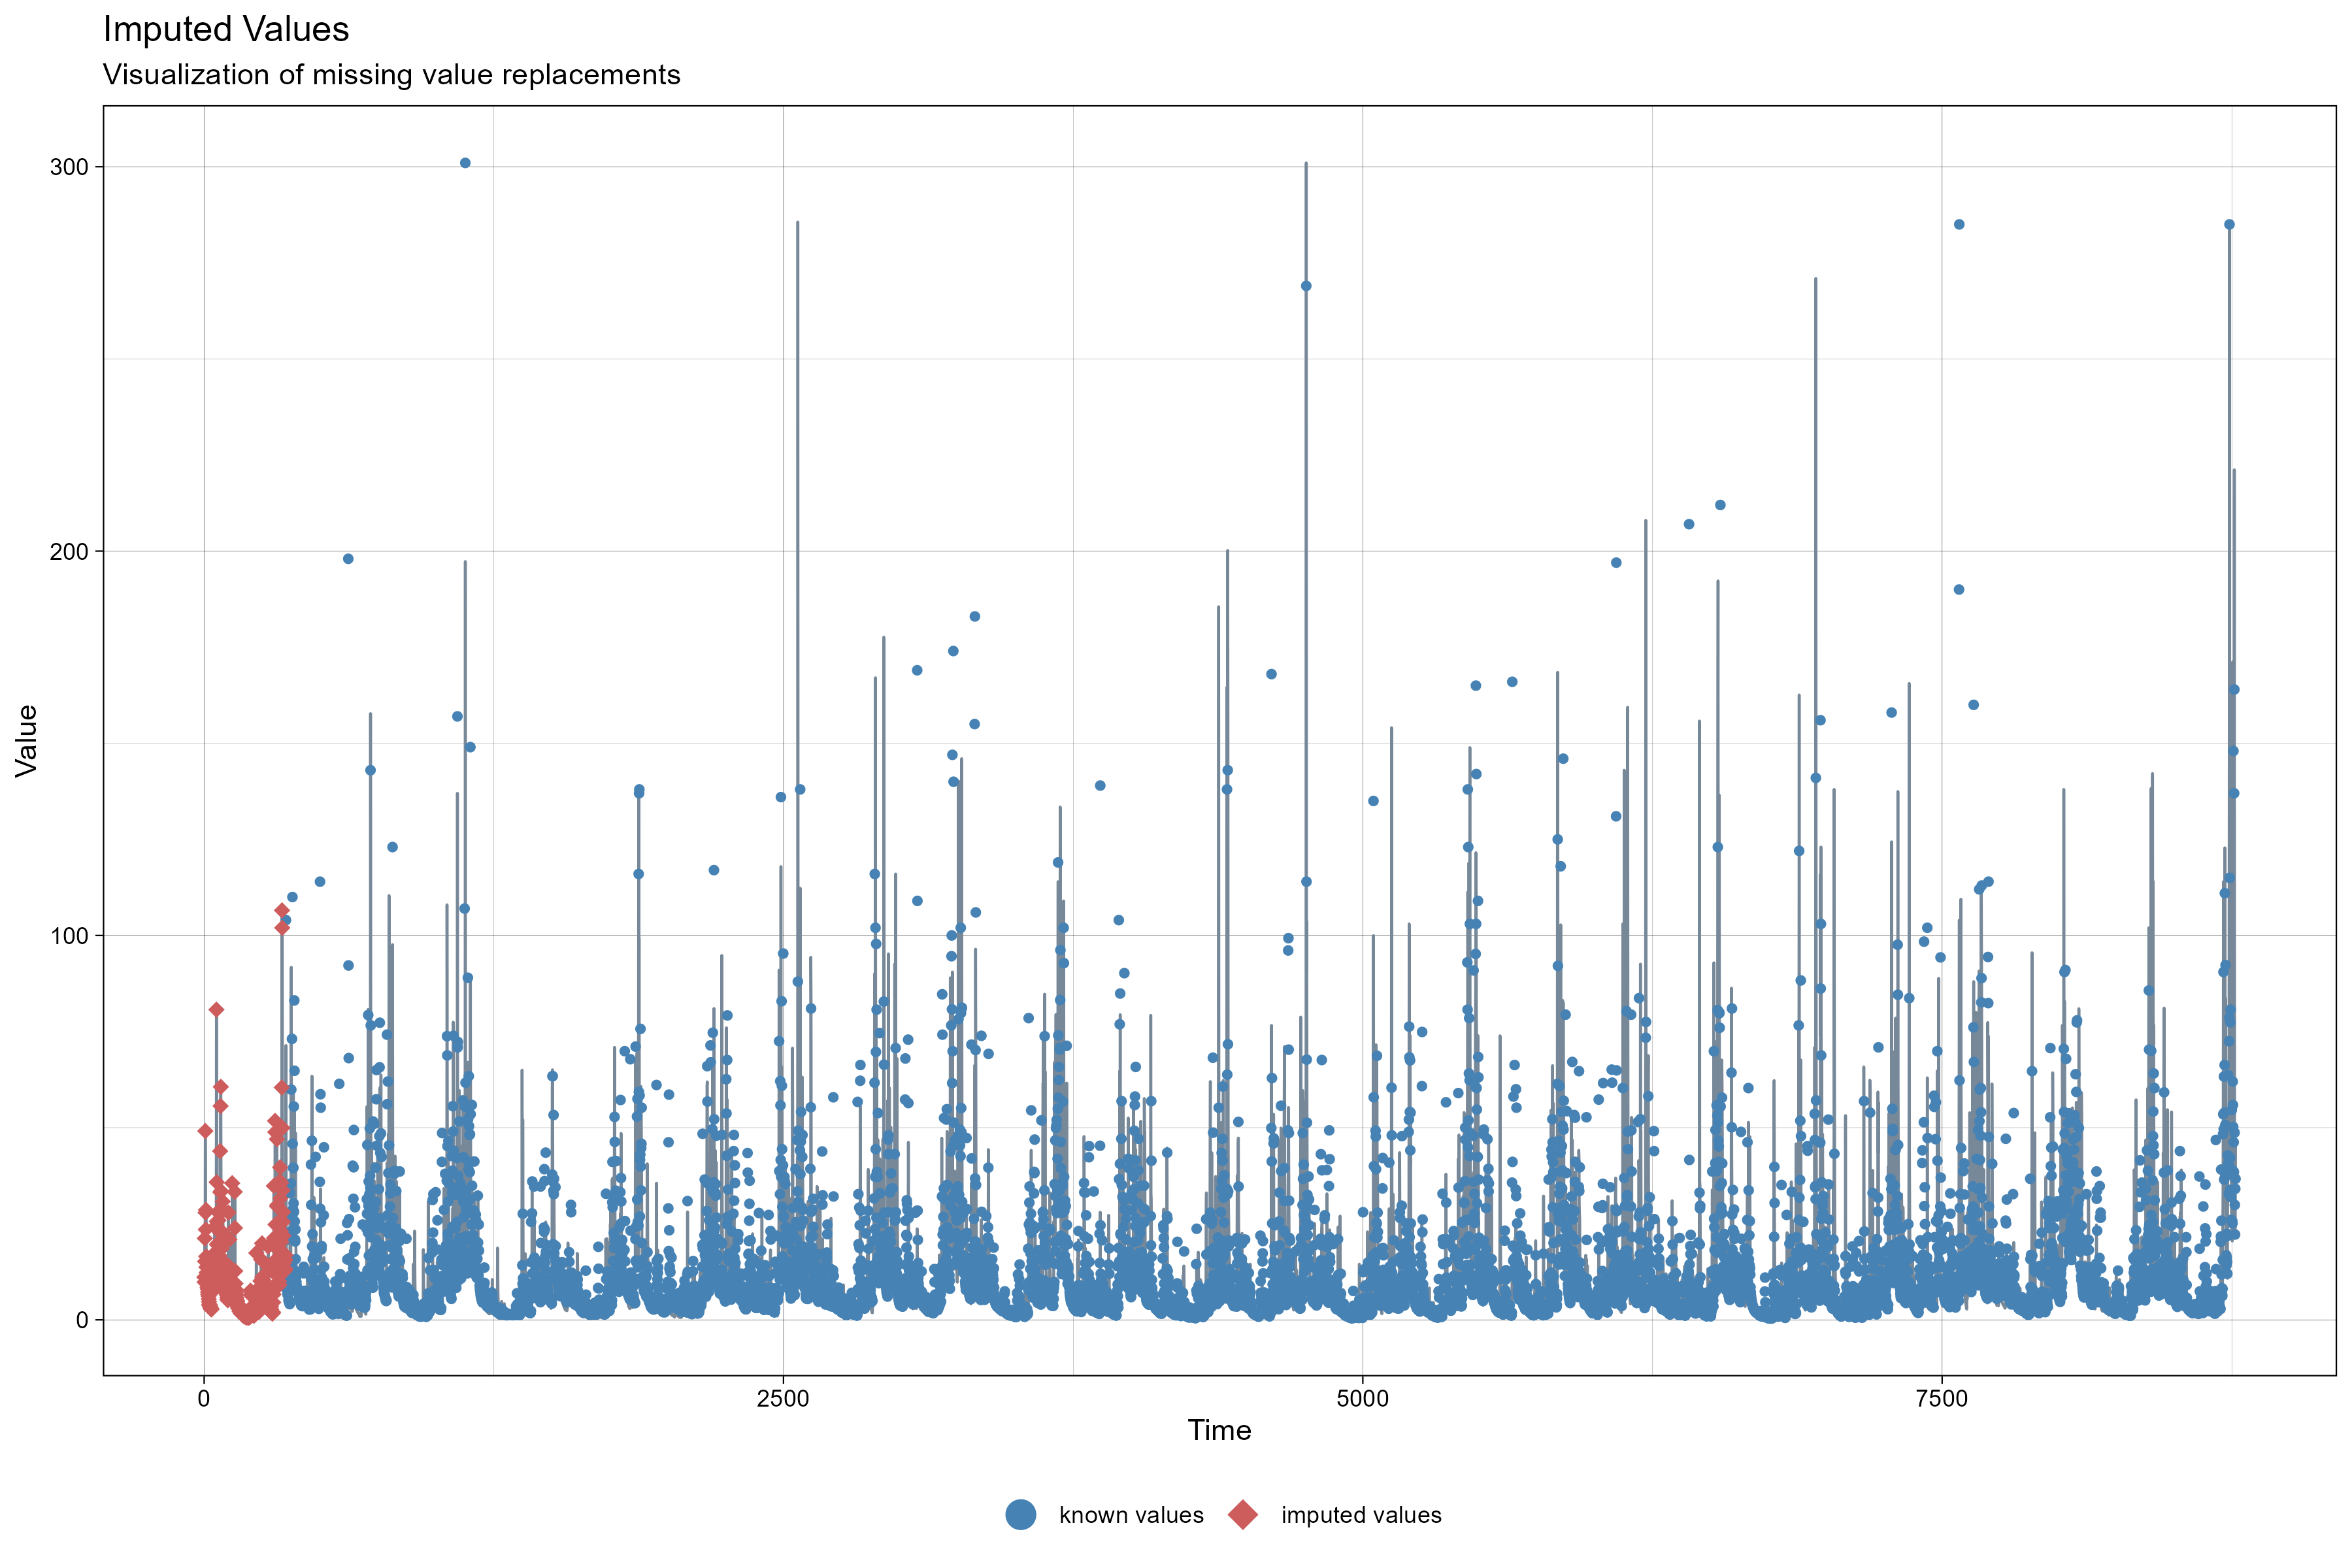 Imputed Values
Visualization of missing value replacements
300
200
100
0
Value
0 2500 5000 7500
Time
known values imputed values